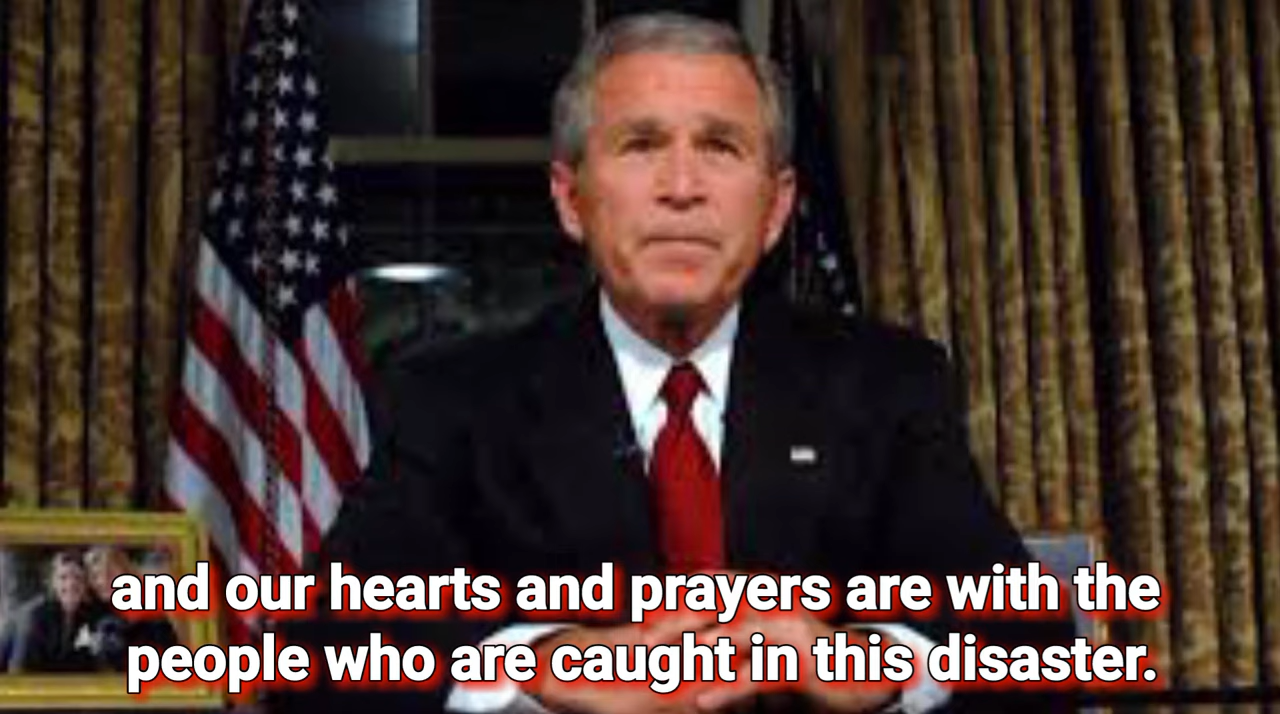 and our hearts and prayers are with the
people who are caught in this disaster.